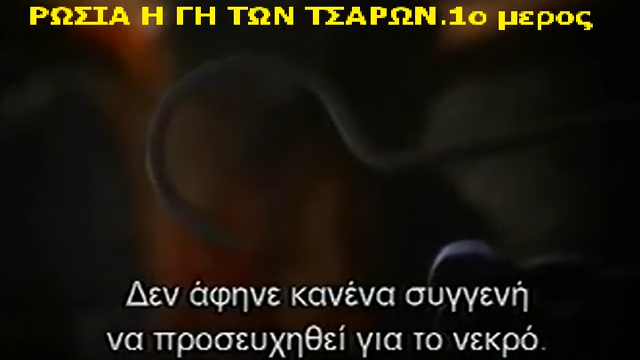 ΡΩΣΙΑ Η ΓΗ ΤΩΝ ΤΣΑΡΩΝ.1ο μερος
Δεν άφηνε κανένα συγγενή
να προσευχηθεί για το νεκρό.